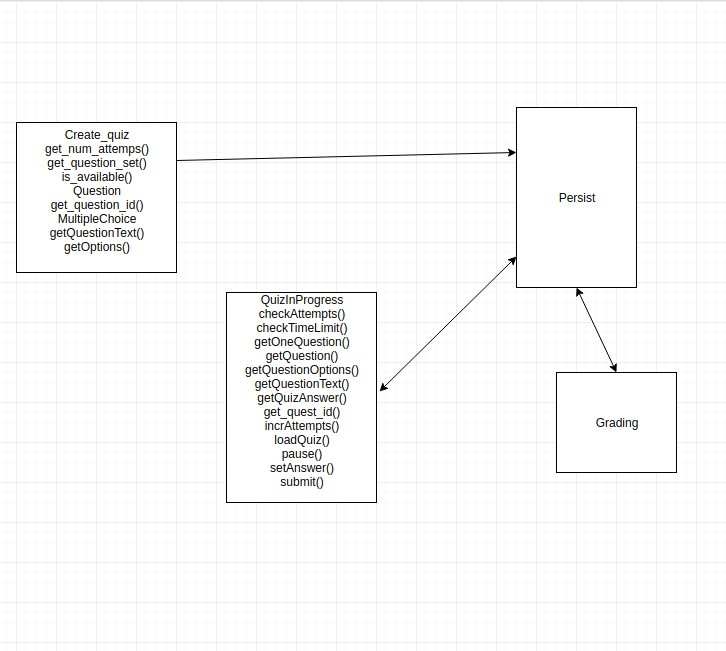 Create_quiz
get_num_attemps()
get_question_set()
is_available()
Question
get_question_id()
MultipleChoice
getQuestionText()
getOptions()
Persist
QuizInProgress
checkAttempts()
checkTimeLimit()
getOneQuestion()
getQuestion()
getQuestionOptions()
getQuestionText()
getQuizAnswer()
get_quest_id()
incrAttempts()
loadQuiz()
pause()
setAnswer()
submit()
Grading